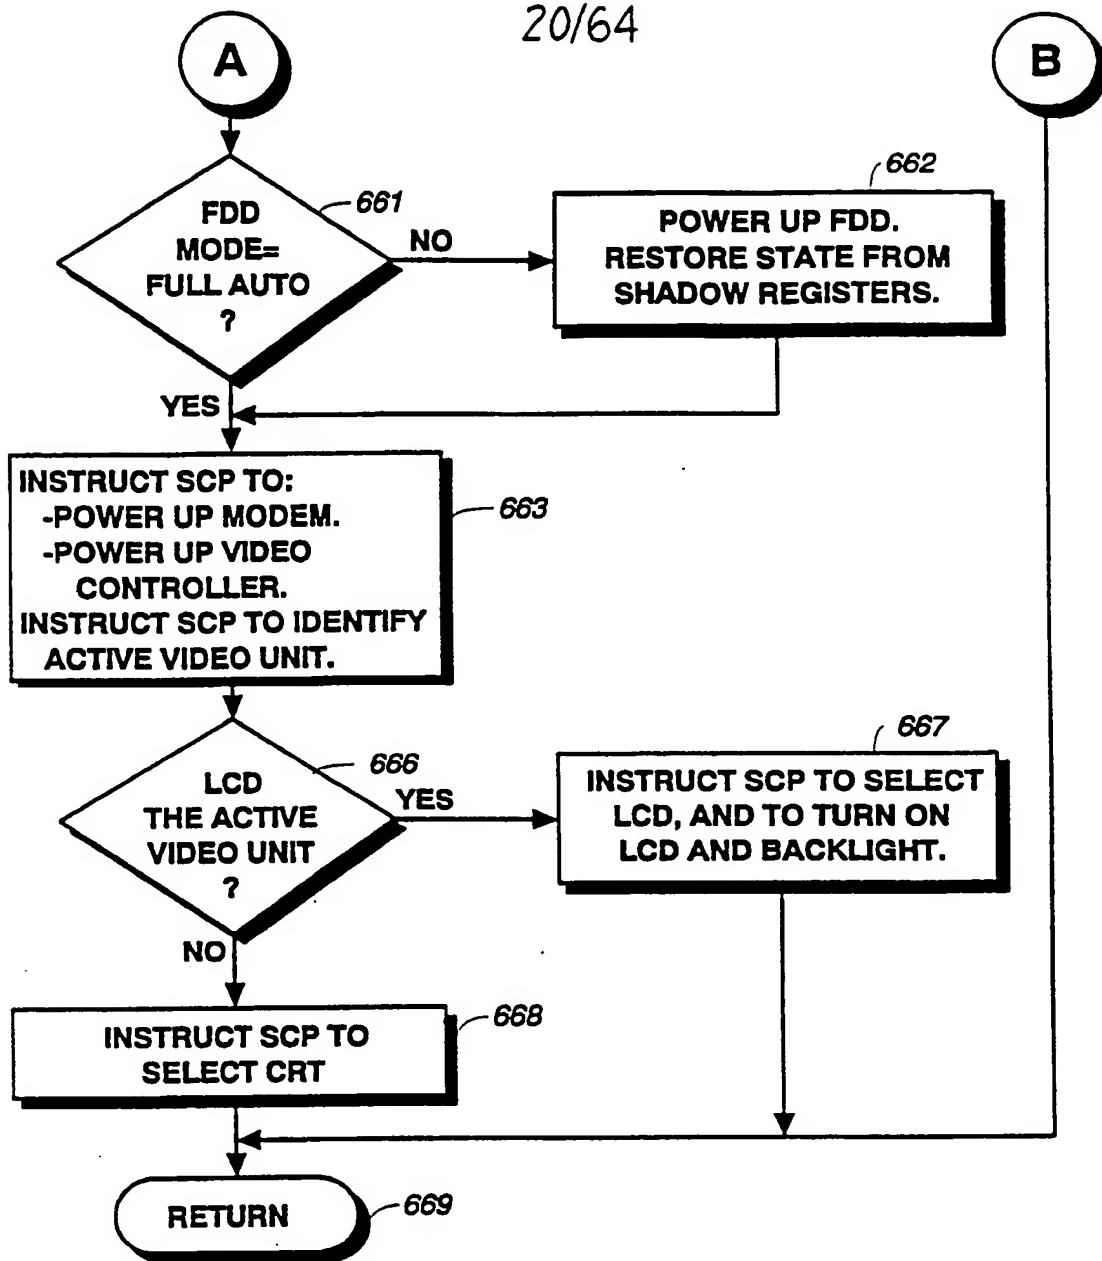 20/64
A
B
661
FDD
MODE=
FULL AUTO
?
NO
662
POWER UP FDD.
RESTORE STATE FROM
SHADOW REGISTERS.
YES
INSTRUCT SCP TO:
-POWER UP MODEM.
-POWER UP VIDEO
CONTROLLER.
INSTRUCT SCP TO IDENTIFY
ACTIVE VIDEO UNIT.
663
666
LCD
THE ACTIVE
VIDEO UNIT
?
YES
667
INSTRUCT SCP TO SELECT
LCD, AND TO TURN ON
LCD AND BACKLIGHT.
NO
INSTRUCT SCP TO
SELECT CRT
668
RETURN
669